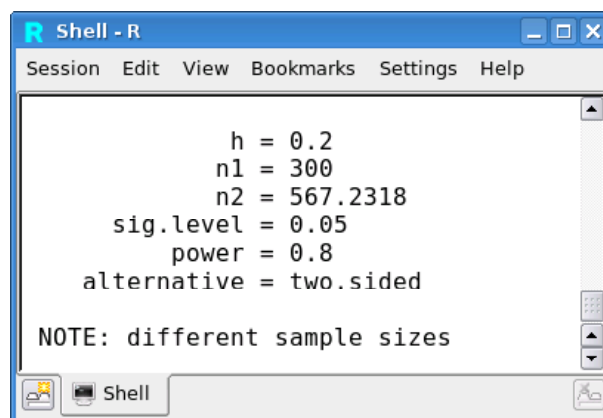 Shell - R
Session Edit View Bookmarks Settings Help
h = 0.2
n1 = 300
n2 = 567.2318
sig.level = 0.05
power = 0.8
alternative = two.sided
NOTE: different sample sizes
Shell